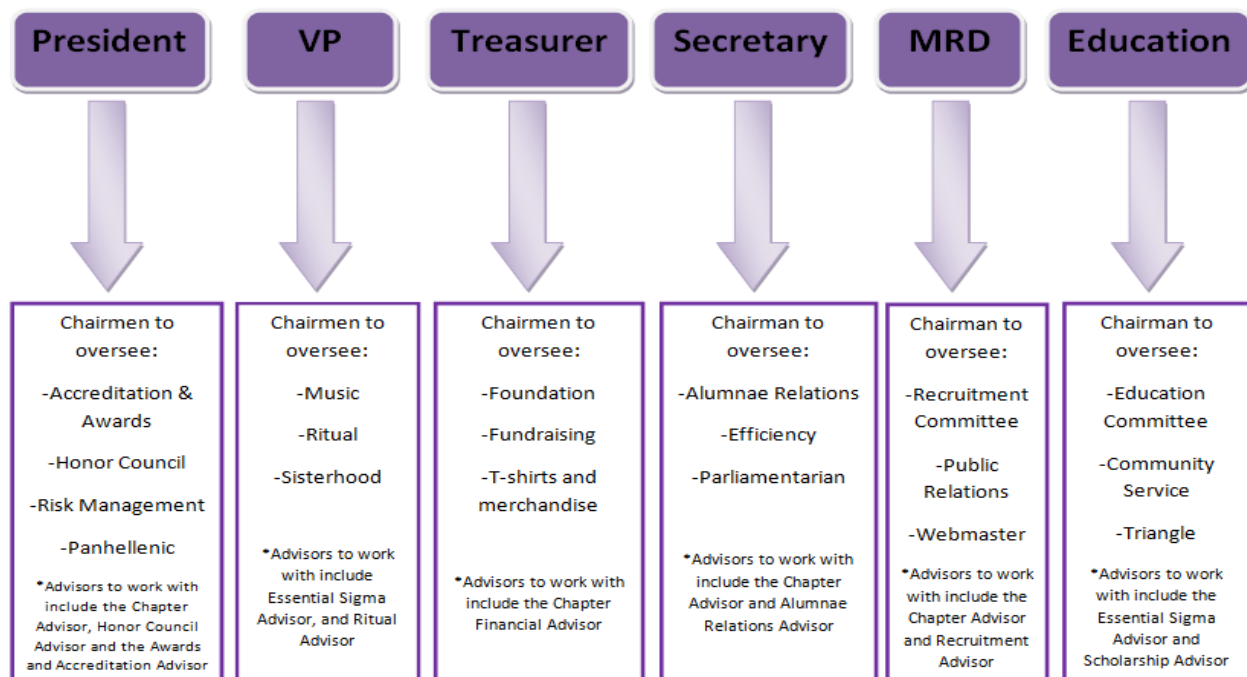 President
VP
Treasurer
Secretary
MRD
Education
Chairmen to
oversee:
-Accreditation &
Awards
-Honor Council
-Risk Management
-Panhellenic
*Advisors to work with
include the Chapter
Advisor, Honor Council
Advisor and the Awards
and Accreditation Advisor
Chairmen to
oversee:
-Music
-Ritual
-Sisterhood
*Advisors to work
with include
Essential Sigma
Advisor, and Ritual
Advisor
Chairmen to
oversee:
-Foundation
-Fundraising
-T-shirts and
merchandise
*Advisors to work with
include the Chapter
Financial Advisor
Chairman to
oversee:
-Alumnae Relations
-Efficiency
-Parliamentarian
*Advisors to work with
include the Chapter
Advisor and Alumnae
Relations Advisor
Chairman to
oversee:
-Recruitment
Committee
-Public
Relations
-Webmaster
*Advisors to work
with include the
Chapter Advisor
and Recruitment
Advisor
Chairman to
oversee:
-Education
Committee
-Community
Service
-Triangle
*Advisors to work
with include the
Essential Sigma
Advisor and
Scholarship Advisor